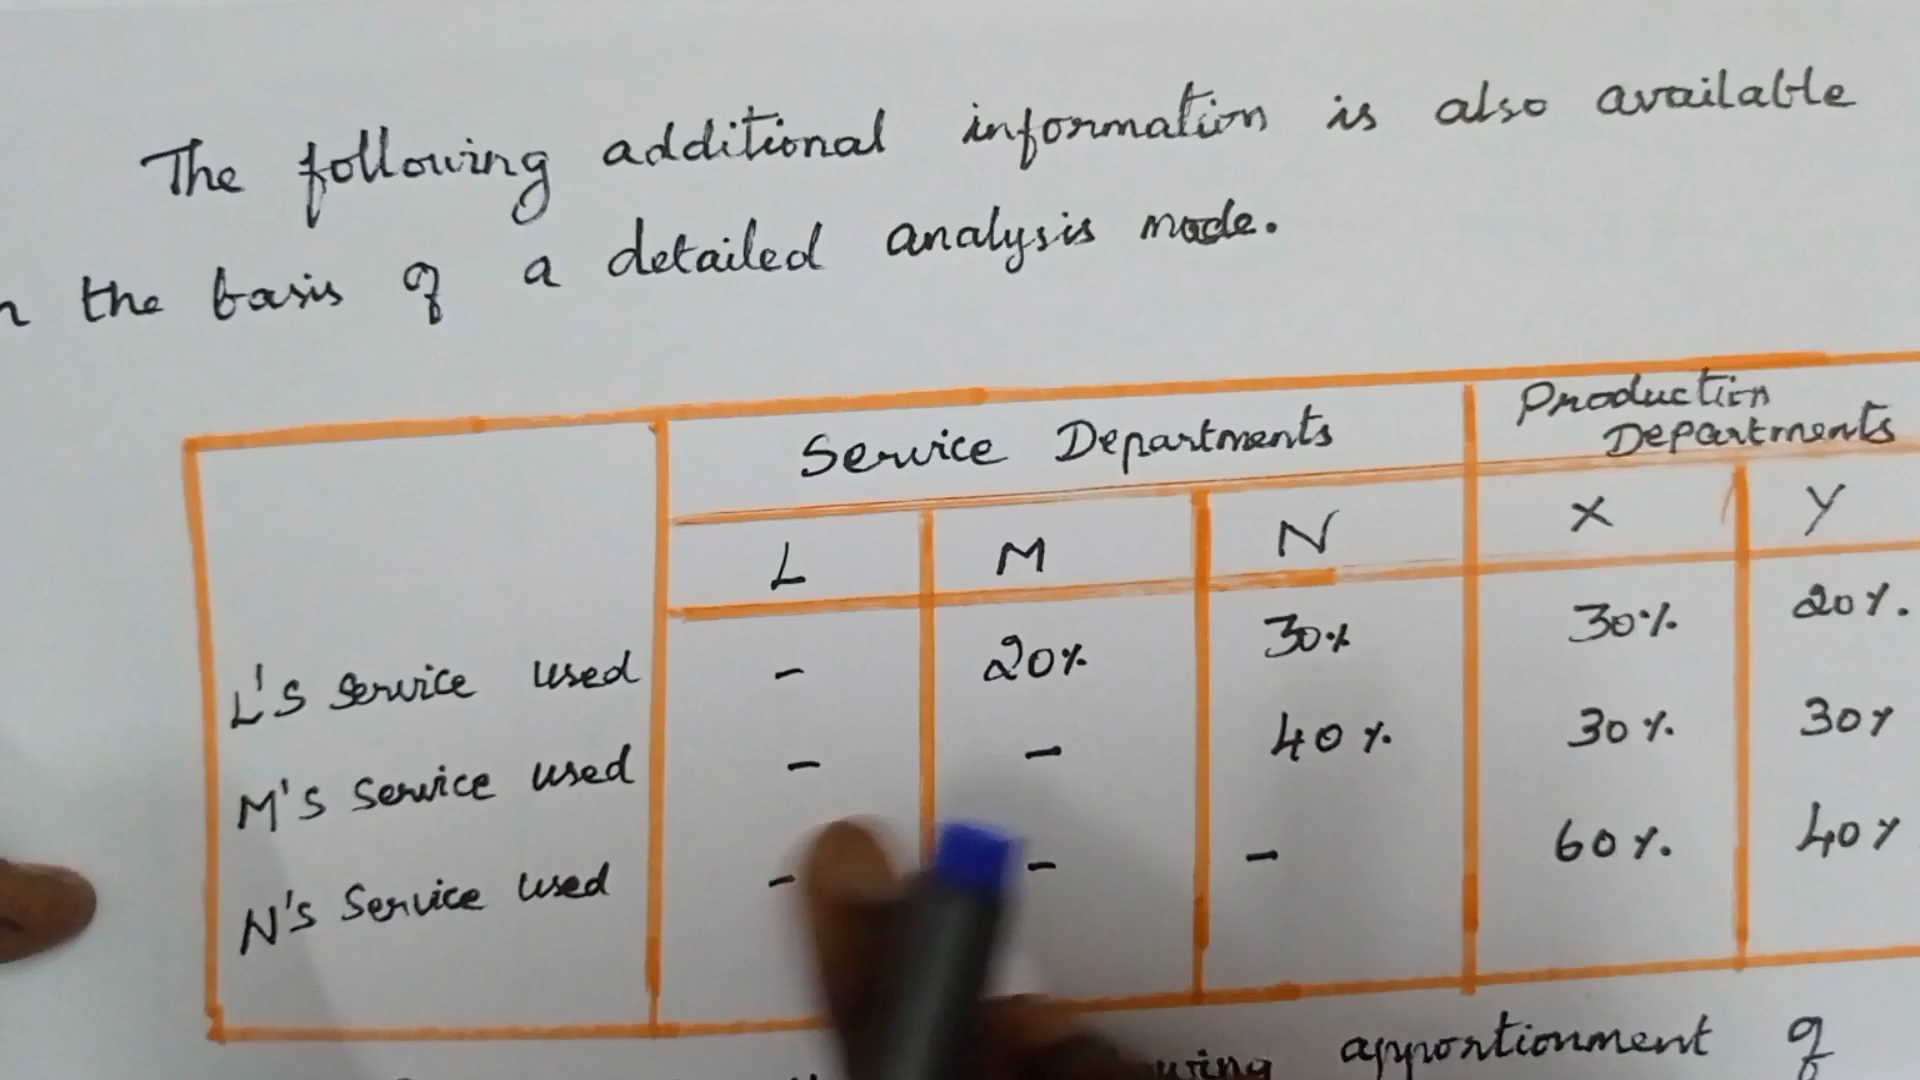 The following additional information is also available
the basis of a detailed analysis made.
Service Departments
Production Departments
L M N X Y
L's Service used - 20% 30% 30% 20%.
M's Service used - - 40% 30% 30%
N's Service used - - - 60% 40%
apportionment of